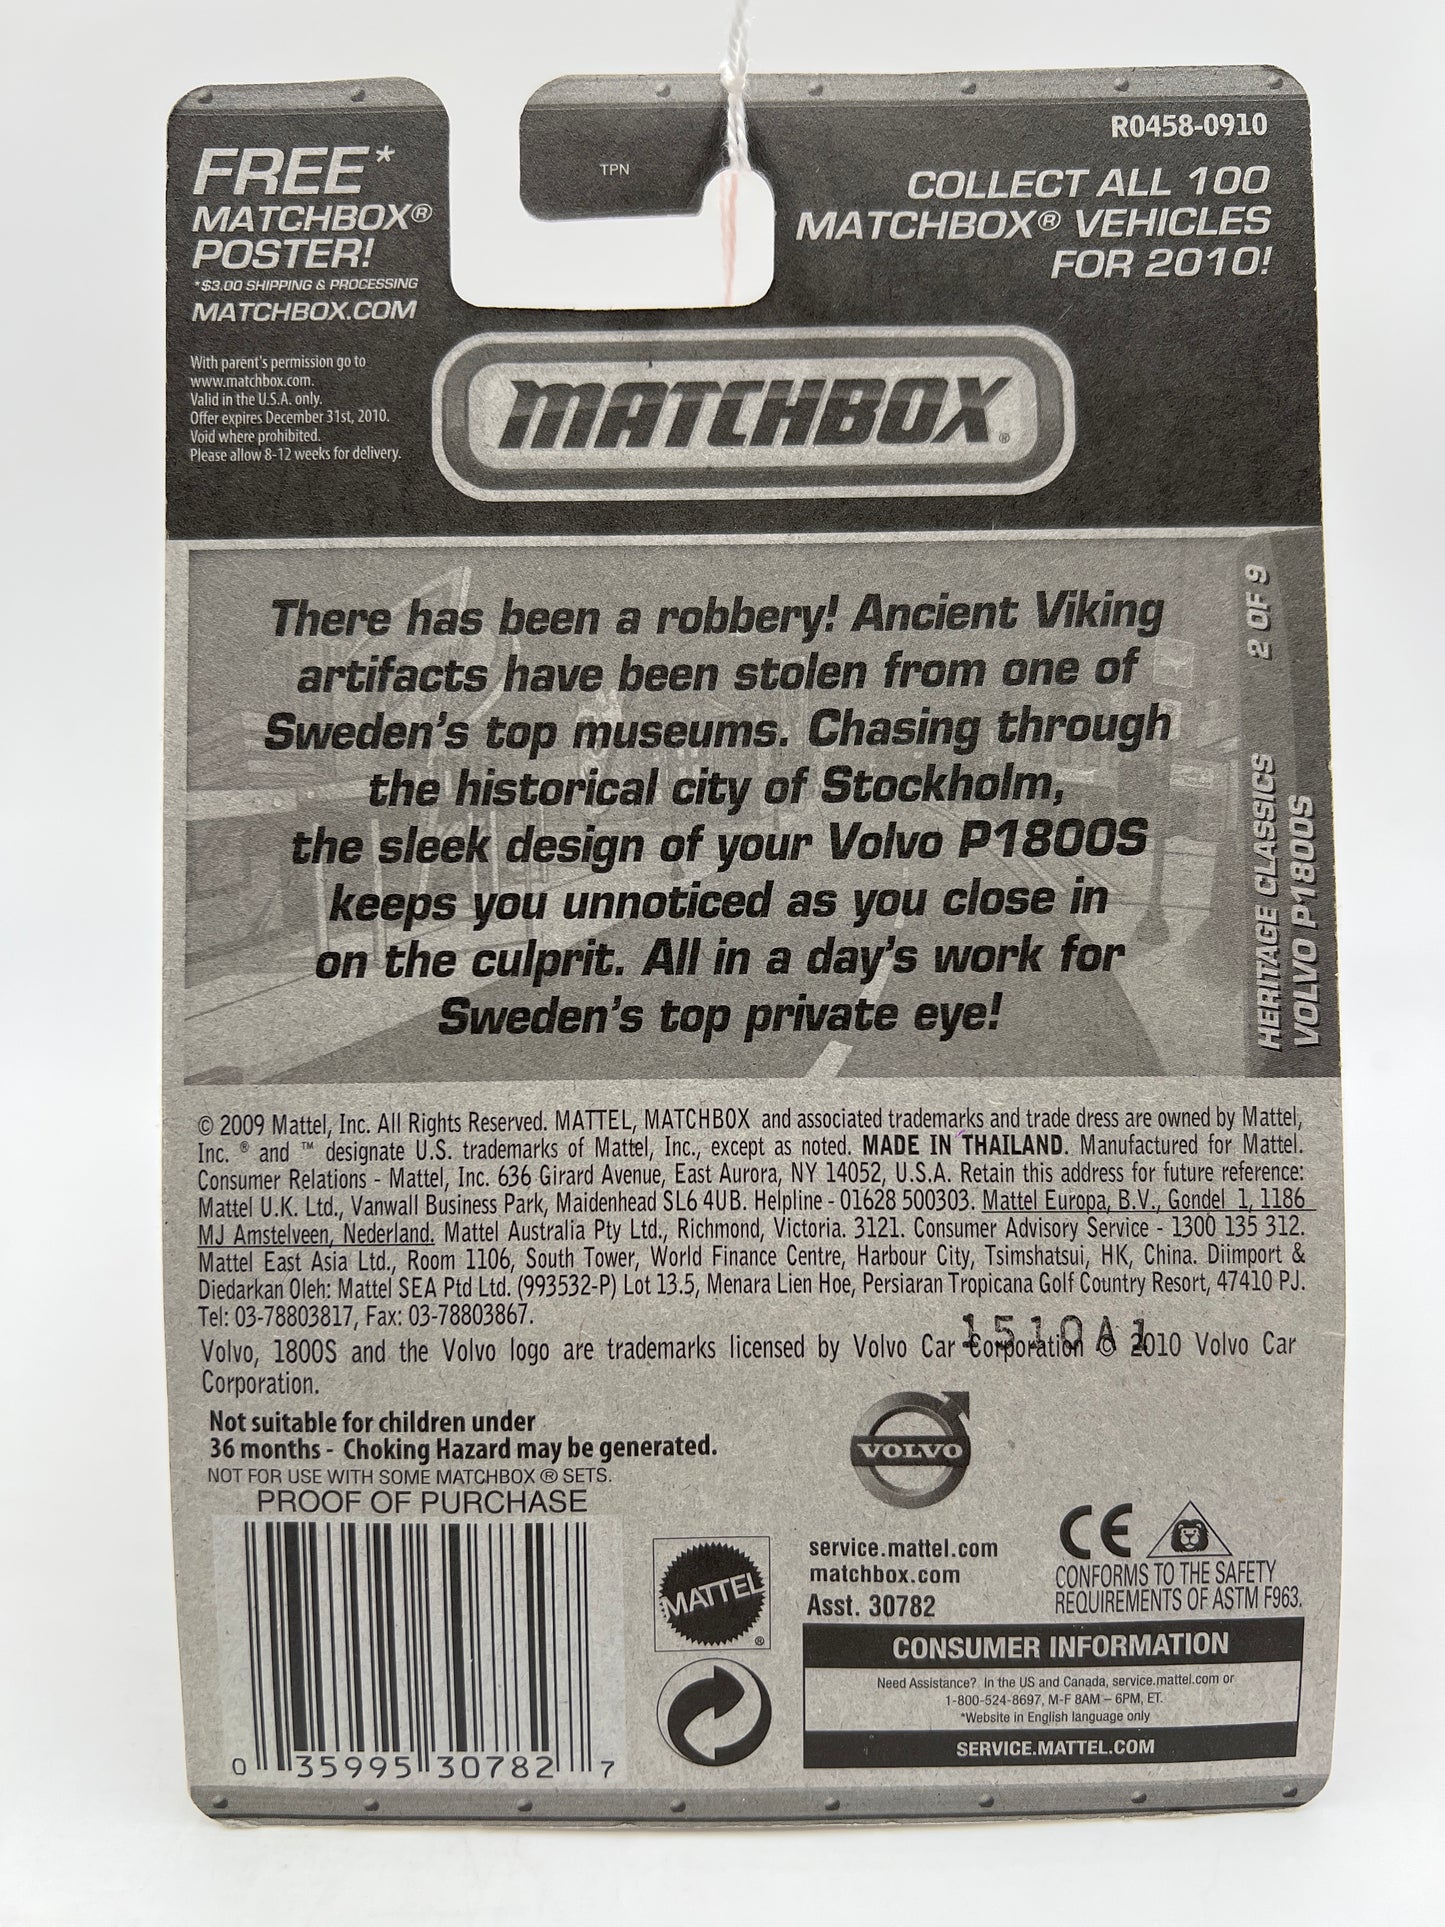 FREE*
MATCHBOX®
POSTER!
*$3.00 SHIPPING & PROCESSING
MATCHBOX.COM
With parent's permission go to
www.matchbox.com.
Valid in the U.S.A. only.
Offer expires December 31st, 2010.
Void where prohibited.
Please allow 8-12 weeks for delivery.
TPN
R0458-0910
COLLECT ALL 100
MATCHBOX® VEHICLES
FOR 2010!
MATCHBOX®
There has been a robbery! Ancient Viking
artifacts have been stolen from one of
Sweden's top museums. Chasing through
the historical city of Stockholm,
the sleek design of your Volvo P1800S
keeps you unnoticed as you close in
on the culprit. All in a day's work for
Sweden's top private eye!
HERITAGE CLASSICS 2 OF 9
VOLVO P1800S
© 2009 Mattel, Inc. All Rights Reserved. MATTEL, MATCHBOX and associated trademarks and trade dress are owned by Mattel,
Inc. ® and ™ designate U.S. trademarks of Mattel, Inc., except as noted. MADE IN THAILAND. Manufactured for Mattel.
Consumer Relations - Mattel, Inc. 636 Girard Avenue, East Aurora, NY 14052, U.S.A. Retain this address for future reference:
Mattel U.K. Ltd., Vanwall Business Park, Maidenhead SL6 4UB. Helpline - 01628 500303. Mattel Europa, B.V., Gondel 1, 1186
MJ Amstelveen, Nederland. Mattel Australia Pty Ltd., Richmond, Victoria. 3121. Consumer Advisory Service - 1300 135 312.
Mattel East Asia Ltd., Room 1106, South Tower, World Finance Centre, Harbour City, Tsimshatsui, HK, China. Diimport &
Diedarkan Oleh: Mattel SEA Ptd Ltd. (993532-P) Lot 13.5, Menara Lien Hoe, Persiaran Tropicana Golf Country Resort, 47410 PJ.
Tel: 03-78803817, Fax: 03-78803867.
1510A1
Volvo, 1800S and the Volvo logo are trademarks licensed by Volvo Car Corporation © 2010 Volvo Car
Corporation.
Not suitable for children under
36 months - Choking Hazard may be generated.
NOT FOR USE WITH SOME MATCHBOX ® SETS.
PROOF OF PURCHASE
0 35995 30782 7
MATTEL®
VOLVO
service.mattel.com
matchbox.com
Asst. 30782
CE
CONFORMS TO THE SAFETY
REQUIREMENTS OF ASTM F963.
CONSUMER INFORMATION
Need Assistance? In the US and Canada, service.mattel.com or
1-800-524-8697, M-F 8AM – 6PM, ET.
*Website in English language only
SERVICE.MATTEL.COM